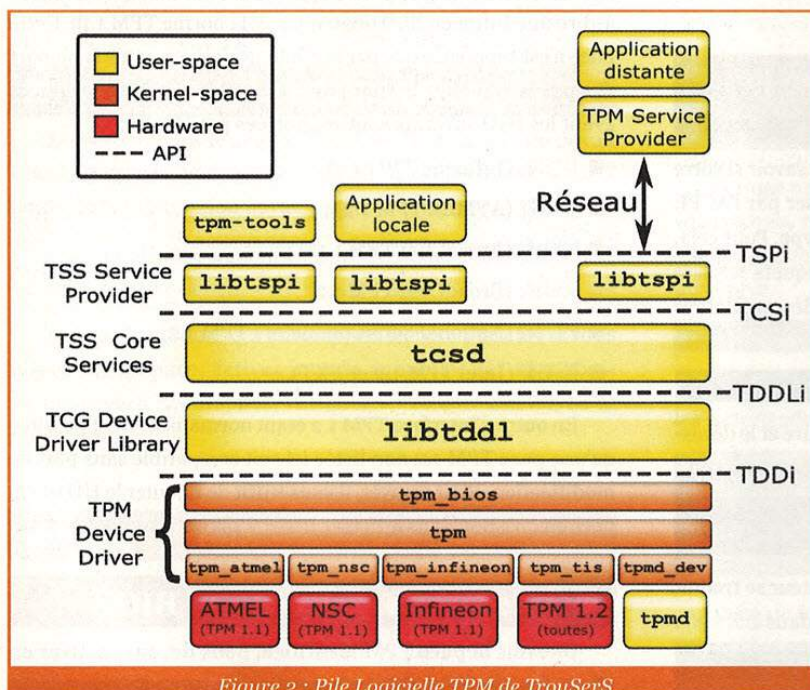 User-space
Kernel-space
Hardware
API
Application
distante
TPM Service
Provider
Réseau
tpm-tools
Application
locale
TSPi
TSS Service
Provider
libtspi
libtspi
libtspi
TCSi
TSS Core
Services
tcsd
TDDLi
TCG Device
Driver Library
libtddl
TDDi
TPM
Device
Driver
tpm_bios
tpm
tpm_atmel
tpm_nsc
tpm_infineon
tpm_tis
tpmd_dev
ATMEL
(TPM 1.1)
NSC
(TPM 1.1)
Infineon
(TPM 1.1)
TPM 1.2
(toutes)
tpmd
Figure 2 : Pile Logicielle TPM de TrouSerS